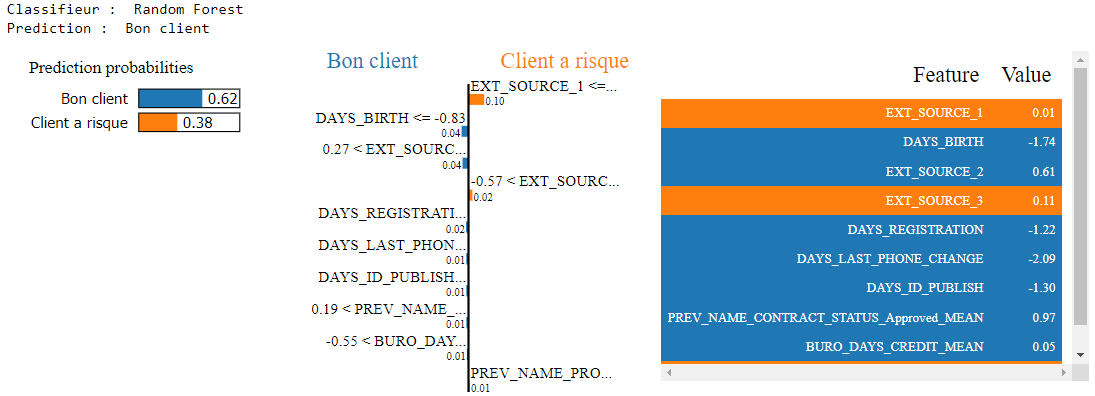 Classifieur :  Random Forest
Prediction :  Bon client
Prediction probabilities
Bon client 0.62
Client a risque 0.38
Bon client
Client a risque
EXT_SOURCE_1 <=...
0.10
DAYS_BIRTH <= -0.83
0.04
0.27 < EXT_SOURC...
0.04
-0.57 < EXT_SOURC...
0.02
DAYS_REGISTRATI...
0.02
DAYS_LAST_PHON...
0.01
DAYS_ID_PUBLISH...
0.01
0.19 < PREV_NAME_...
0.01
-0.55 < BURO_DAY...
0.01
PREV_NAME_PRO...
0.01
Feature Value
EXT_SOURCE_1 0.01
DAYS_BIRTH -1.74
EXT_SOURCE_2 0.61
EXT_SOURCE_3 0.11
DAYS_REGISTRATION -1.22
DAYS_LAST_PHONE_CHANGE -2.09
DAYS_ID_PUBLISH -1.30
PREV_NAME_CONTRACT_STATUS_Approved_MEAN 0.97
BURO_DAYS_CREDIT_MEAN 0.05